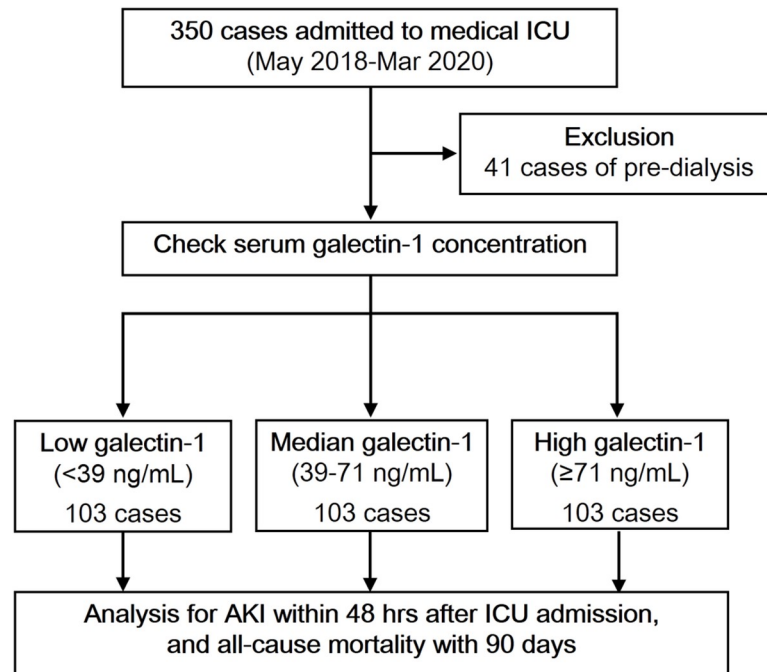 350 cases admitted to medical ICU
(May 2018-Mar 2020)
Exclusion
41 cases of pre-dialysis
Check serum galectin-1 concentration
Low galectin-1
(<39 ng/mL)
103 cases
Median galectin-1
(39-71 ng/mL)
103 cases
High galectin-1
(≥71 ng/mL)
103 cases
Analysis for AKI within 48 hrs after ICU admission,
and all-cause mortality with 90 days